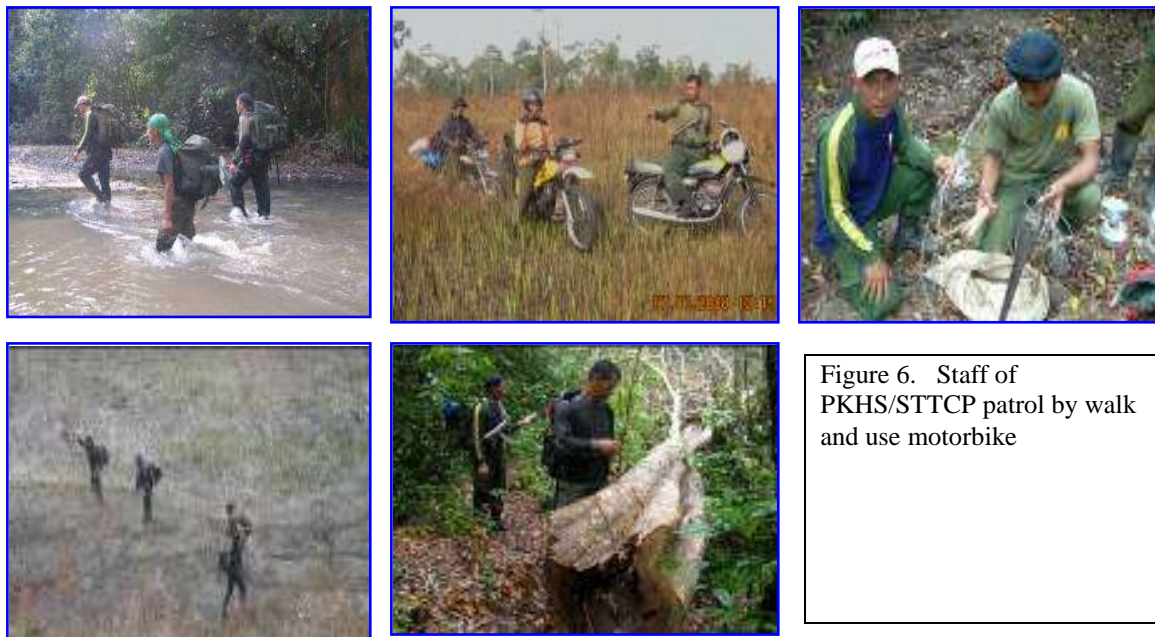 Figure 6. Staff of
PKHS/STTCP patrol by walk
and use motorbike